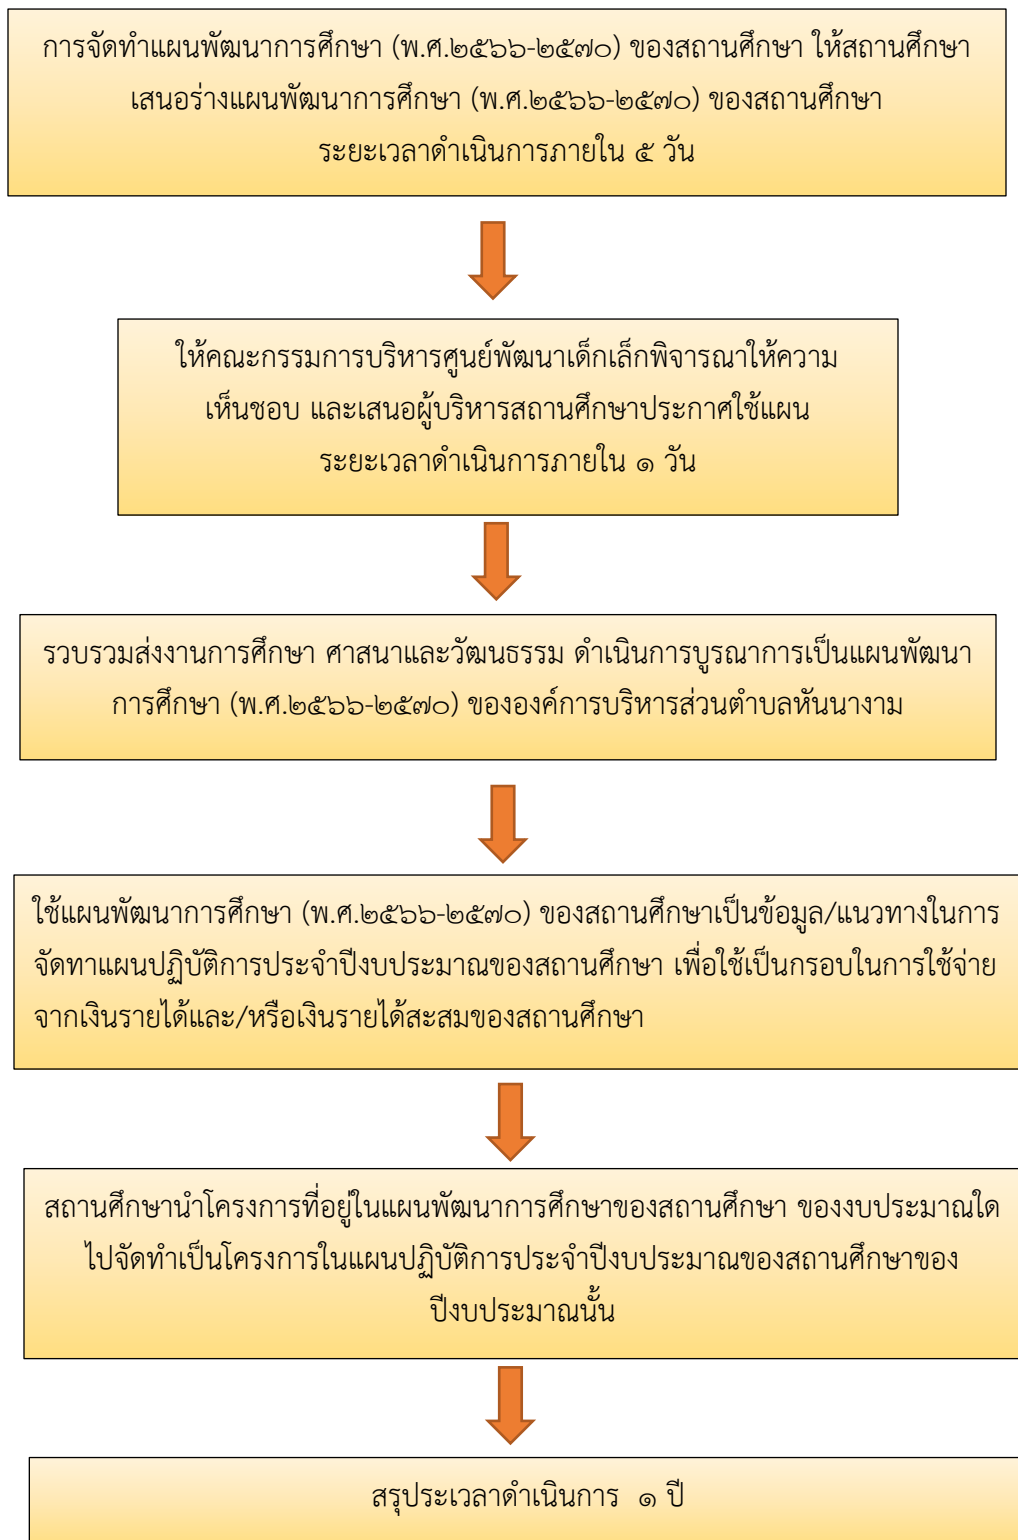 การจัดทำแผนพัฒนาการศึกษา (พ.ศ.๒๕๖๖-๒๕๗๐) ของสถานศึกษา ให้สถานศึกษา
เสนอร่างแผนพัฒนาการศึกษา (พ.ศ.๒๕๖๖-๒๕๗๐) ของสถานศึกษา
ระยะเวลาดำเนินการภายใน ๕ วัน
ให้คณะกรรมการบริหารศูนย์พัฒนาเด็กเล็กพิจารณาให้ความ
เห็นชอบ และเสนอผู้บริหารสถานศึกษาประกาศใช้แผน
ระยะเวลาดำเนินการภายใน ๑ วัน
รวบรวมส่งงานการศึกษา ศาสนาและวัฒนธรรม ดำเนินการบูรณาการเป็นแผนพัฒนา
การศึกษา (พ.ศ.๒๕๖๖-๒๕๗๐) ขององค์การบริหารส่วนตำบลหันนางาม
ใช้แผนพัฒนาการศึกษา (พ.ศ.๒๕๖๖-๒๕๗๐) ของสถานศึกษาเป็นข้อมูล/แนวทางในการ
จัดทาแผนปฏิบัติการประจำปีงบประมาณของสถานศึกษา เพื่อใช้เป็นกรอบในการใช้จ่าย
จากเงินรายได้และ/หรือเงินรายได้สะสมของสถานศึกษา
สถานศึกษานำโครงการที่อยู่ในแผนพัฒนาการศึกษาของสถานศึกษา ของงบประมาณใด
ไปจัดทำเป็นโครงการในแผนปฏิบัติการประจำปีงบประมาณของสถานศึกษาของ
ปีงบประมาณนั้น
สรุประเวลาดำเนินการ ๑ ปี